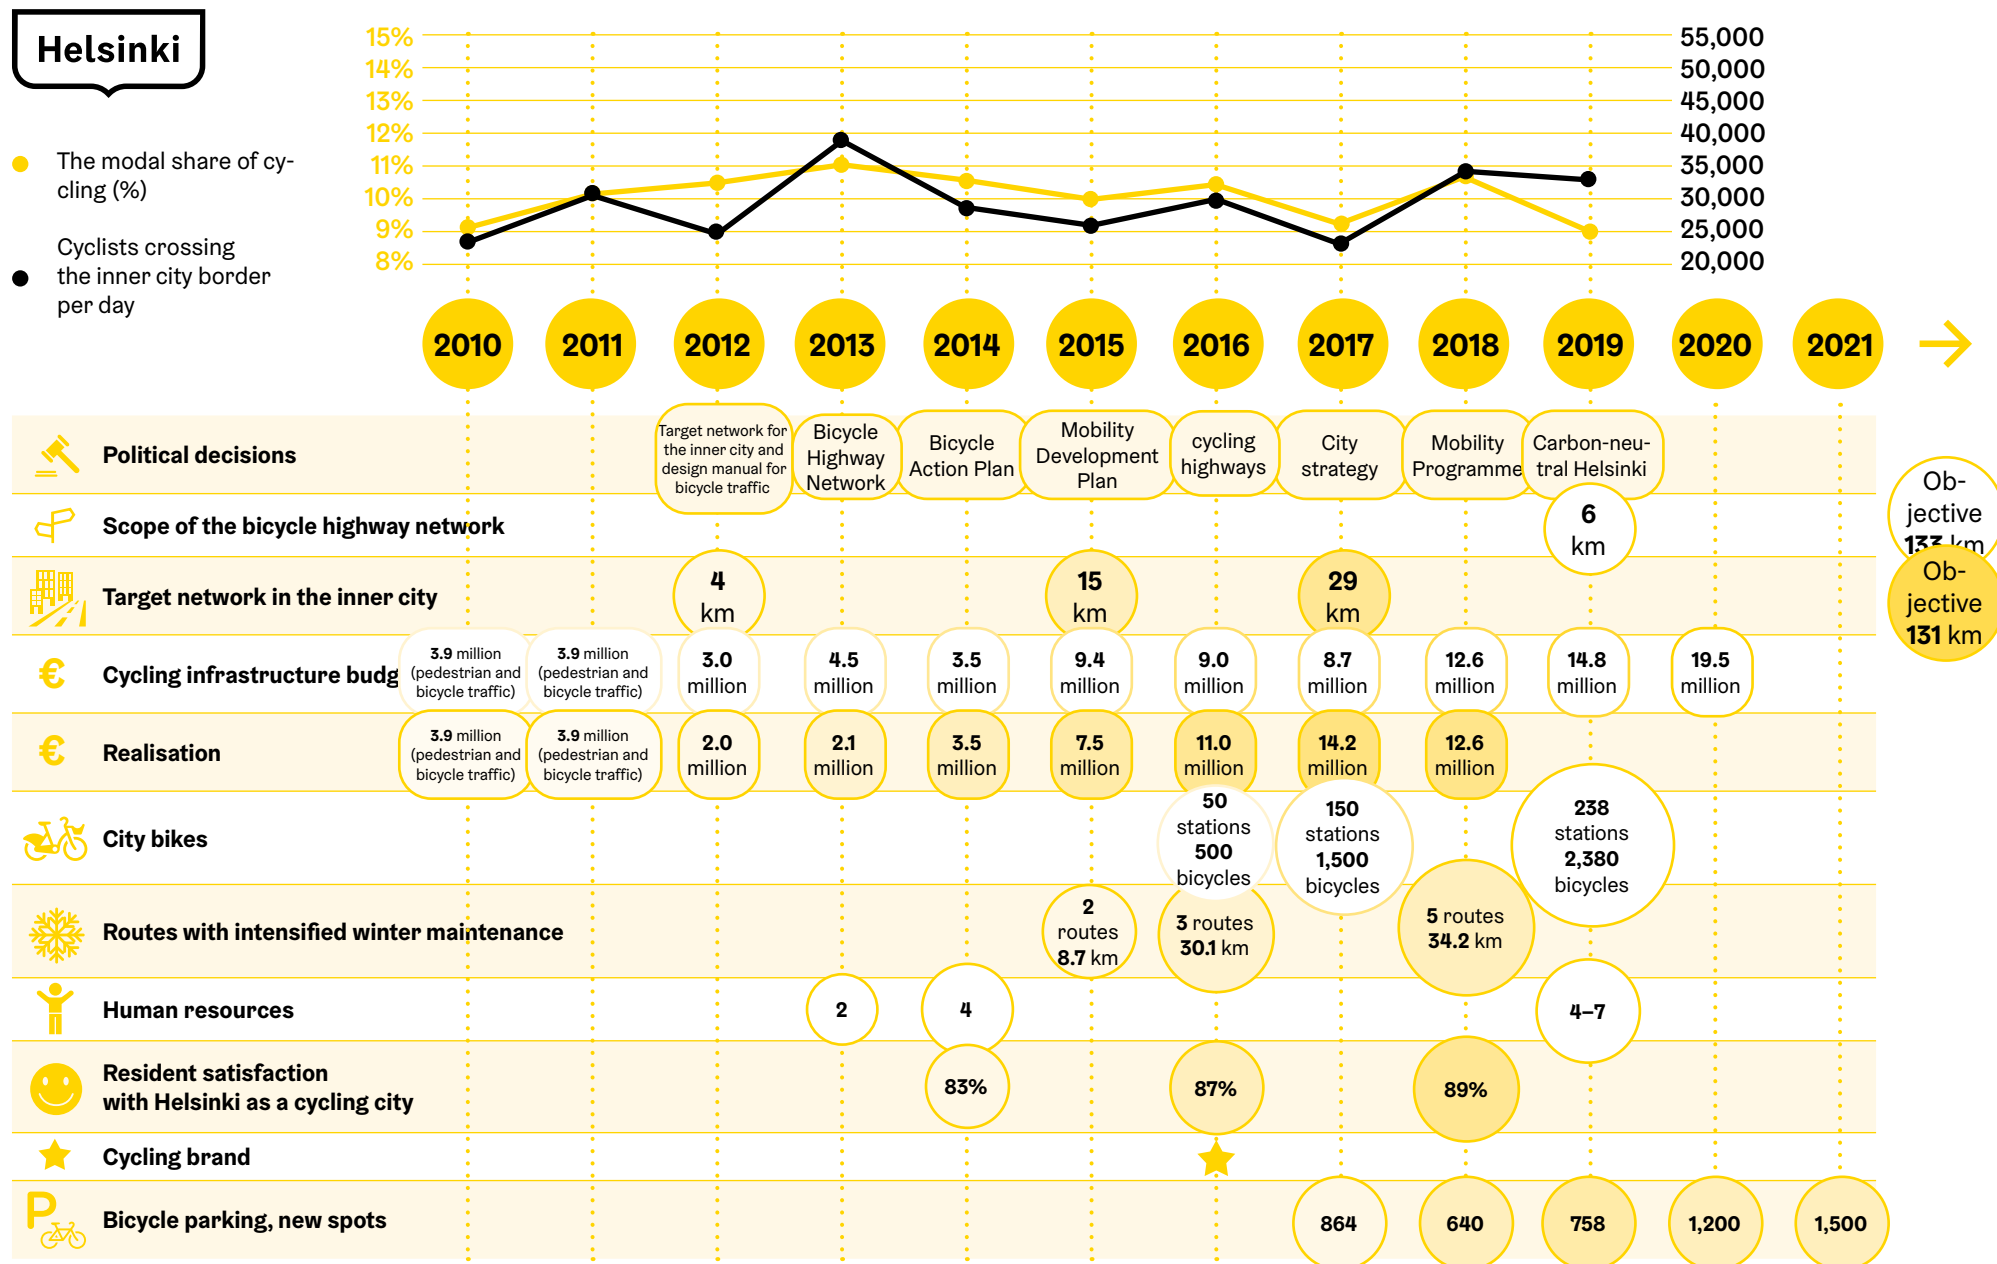 Helsinki
The modal share of cy-
cling (%)
Cyclists crossing
the inner city border
per day
15%
14%
13%
12%
11%
10%
9%
8%
55,000
50,000
45,000
40,000
35,000
30,000
25,000
20,000
2010 2011 2012 2013 2014 2015 2016 2017 2018 2019 2020 2021
Political decisions
Target network for
the inner city and
design manual for
bicycle traffic
Bicycle
Highway
Network
Bicycle
Action Plan
Mobility
Development
Plan
cycling
highways
City
strategy
Mobility
Programme
Carbon-neu-
tral Helsinki
Scope of the bicycle highway network
6
km
Ob-
jective
133 km
Target network in the inner city
4
km
15
km
29
km
Ob-
jective
131 km
Cycling infrastructure budg
3.9 million
(pedestrian and
bicycle traffic)
3.9 million
(pedestrian and
bicycle traffic)
3.0
million
4.5
million
3.5
million
9.4
million
9.0
million
8.7
million
12.6
million
14.8
million
19.5
million
Realisation
3.9 million
(pedestrian and
bicycle traffic)
3.9 million
(pedestrian and
bicycle traffic)
2.0
million
2.1
million
3.5
million
7.5
million
11.0
million
14.2
million
12.6
million
City bikes
50
stations
500
bicycles
150
stations
1,500
bicycles
238
stations
2,380
bicycles
Routes with intensified winter maintenance
2
routes
8.7 km
3 routes
30.1 km
5 routes
34.2 km
Human resources
2
4
4–7
Resident satisfaction
with Helsinki as a cycling city
83%
87%
89%
Cycling brand
P
Bicycle parking, new spots
864
640
758
1,200
1,500